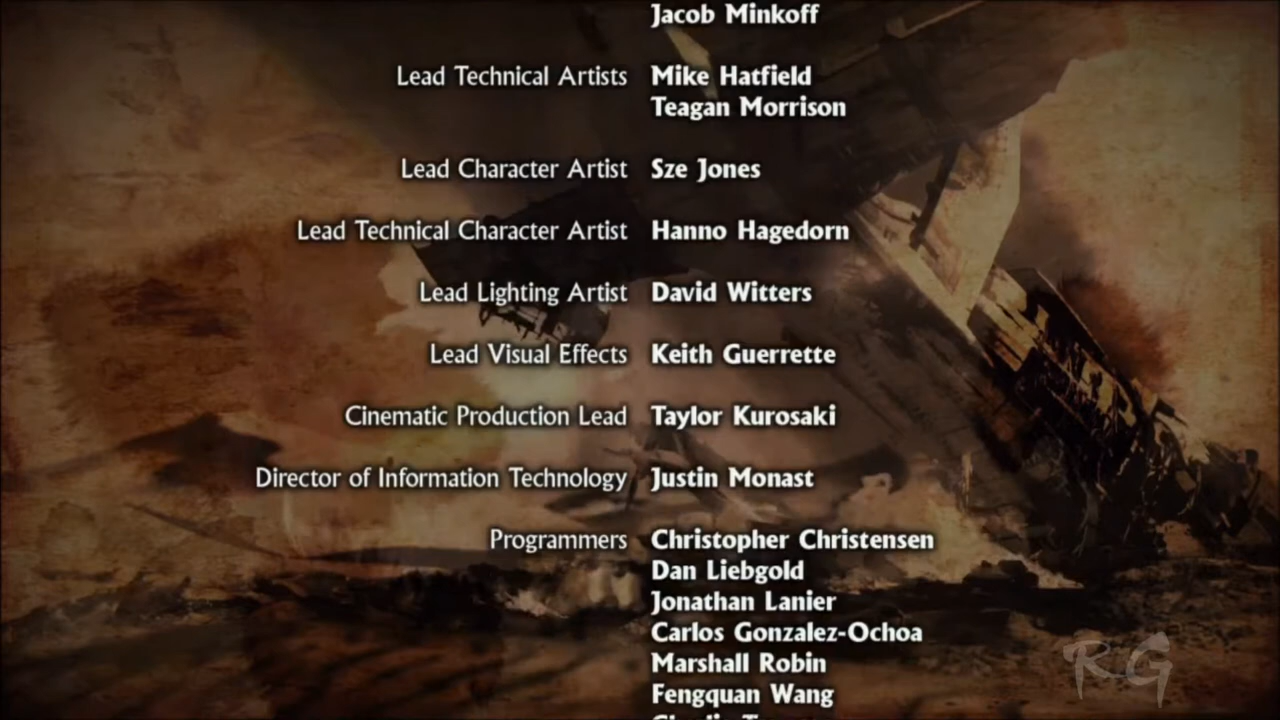 Jacob Minkoff
Lead Technical Artists Mike Hatfield
Teagan Morrison
Lead Character Artist Sze Jones
Lead Technical Character Artist Hanno Hagedorn
Lead Lighting Artist David Witters
Lead Visual Effects Keith Guerrette
Cinematic Production Lead Taylor Kurosaki
Director of Information Technology Justin Monast
Programmers Christopher Christensen
Dan Liebgold
Jonathan Lanier
Carlos Gonzalez-Ochoa
Marshall Robin
Fengquan Wang
RG